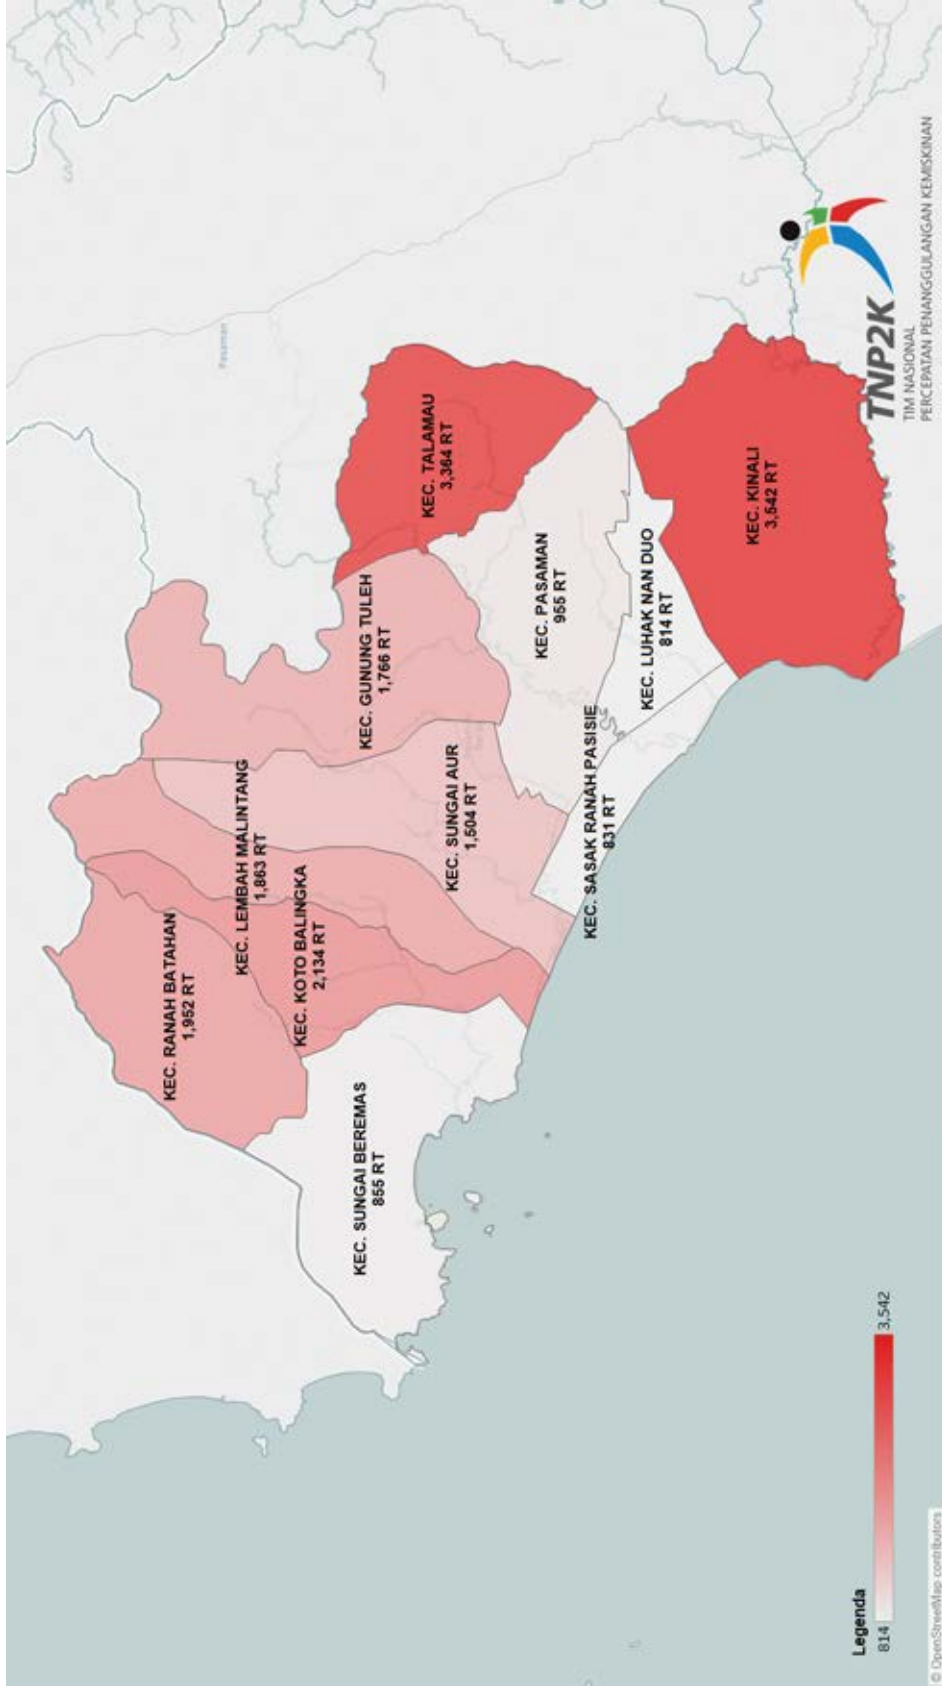 KEC. RANAH BATAHAN
1,952 RT
KEC. LEMBAH MALINTANG
1,863 RT
KEC. KOTO BALINGKA
2,134 RT
KEC. SUNGAI BEREMAS
855 RT
KEC. GUNUNG TULEH
1,766 RT
KEC. TALAMAU
3,364 RT
KEC. SUNGAI AUR
1,504 RT
KEC. PASAMAN
955 RT
KEC. SASAK RANAH PASISIE
831 RT
KEC. LUHAK NAN DUO
814 RT
KEC. KINALI
3,542 RT
Pasaman
Legenda
814
3,542
TNP2K
TIM NASIONAL
PERCEPATAN PENANGGULANGAN KEMISKINAN
© OpenStreetMap contributors